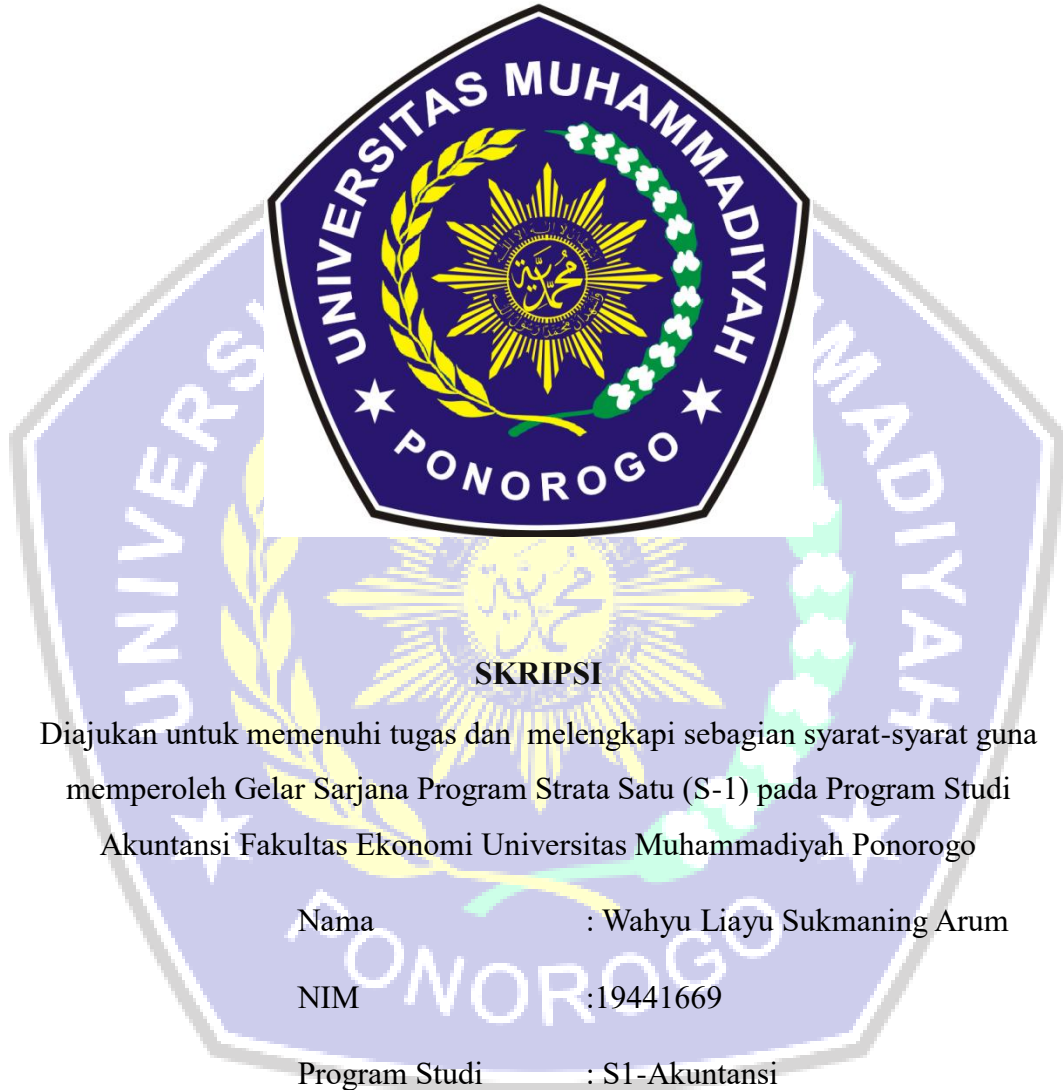 UNIVERSITAS MUHAMMADIYAH
محمدية
PONOROGO
SKRIPSI
Diajukan untuk memenuhi tugas dan melengkapi sebagian syarat-syarat guna
memperoleh Gelar Sarjana Program Strata Satu (S-1) pada Program Studi
Akuntansi Fakultas Ekonomi Universitas Muhammadiyah Ponorogo
Nama : Wahyu Liayu Sukmaning Arum
NIM :19441669
Program Studi : S1-Akuntansi